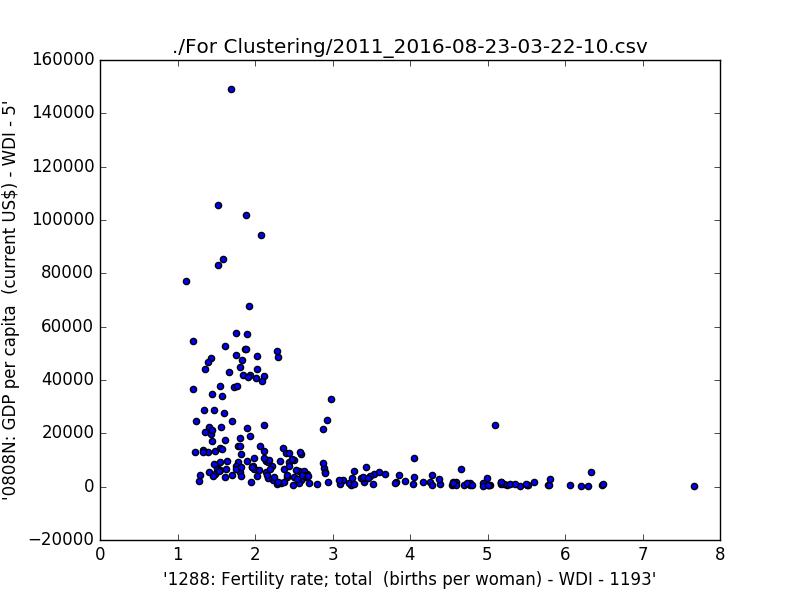 ./For Clustering/2011_2016-08-23-03-22-10.csv
160000
140000
120000
100000
80000
60000
40000
20000
0
−20000
0 1 2 3 4 5 6 7 8
'0808N: GDP per capita  (current US$) - WDI - 5'
'1288: Fertility rate; total  (births per woman) - WDI - 1193'